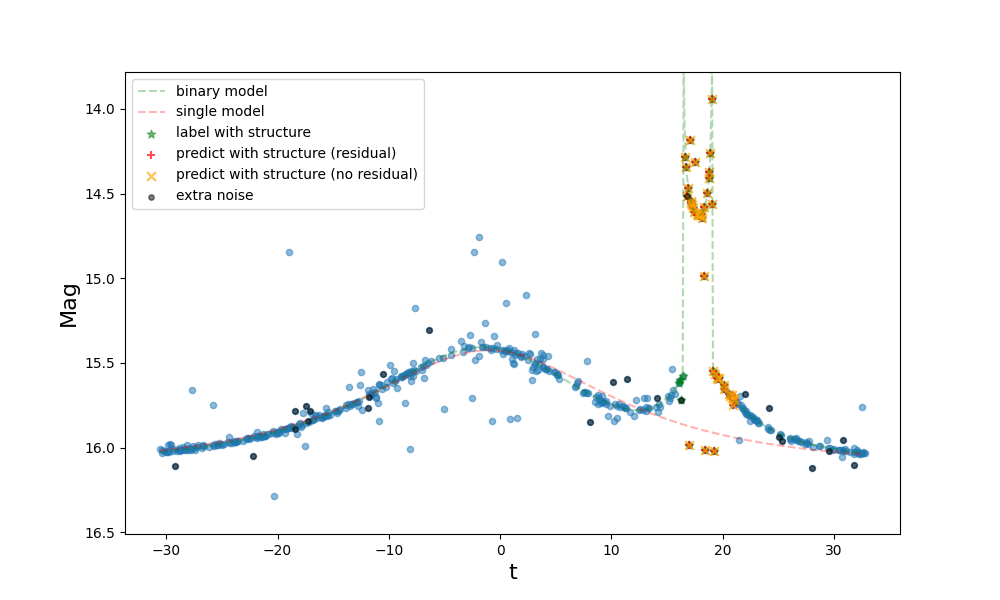 binary model
single model
label with structure
predict with structure (residual)
predict with structure (no residual)
extra noise
Mag
14.0
14.5
15.0
15.5
16.0
16.5
−30
−20
−10
0
10
20
30
t